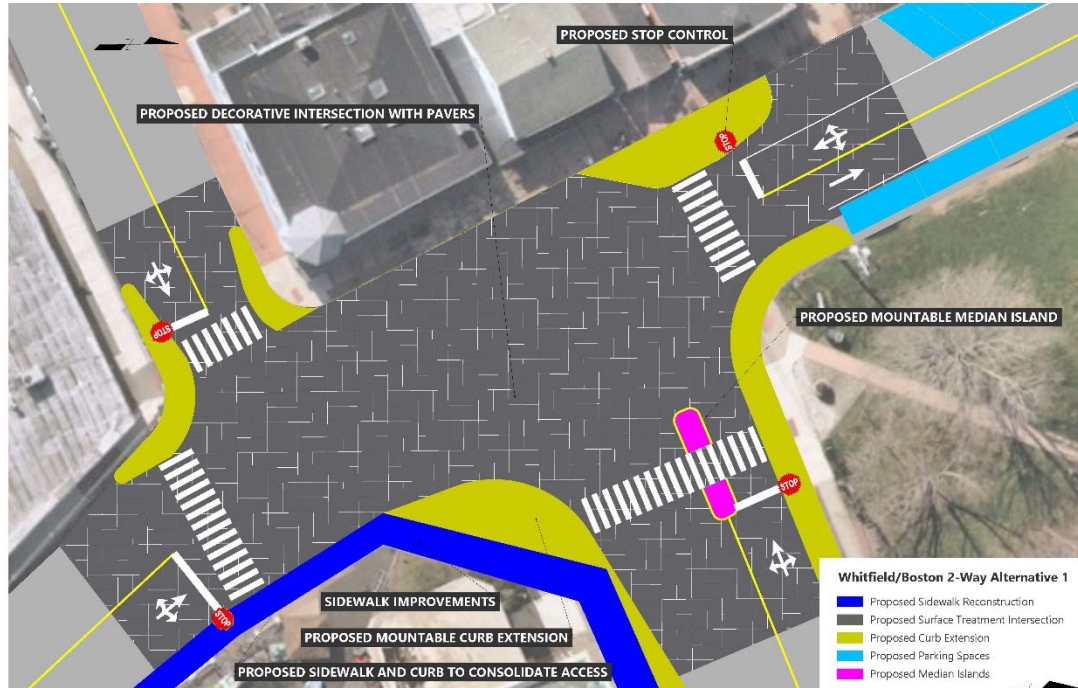 PROPOSED STOP CONTROL
PROPOSED DECORATIVE INTERSECTION WITH PAVERS
STOP
PROPOSED MOUNTABLE MEDIAN ISLAND
STOP
STOP
SIDEWALK IMPROVEMENTS
STOP
PROPOSED MOUNTABLE CURB EXTENSION
PROPOSED SIDEWALK AND CURB TO CONSOLIDATE ACCESS
Whitfield/Boston 2-Way Alternative 1
Proposed Sidewalk Reconstruction
Proposed Surface Treatment Intersection
Proposed Curb Extension
Proposed Parking Spaces
Proposed Median Islands